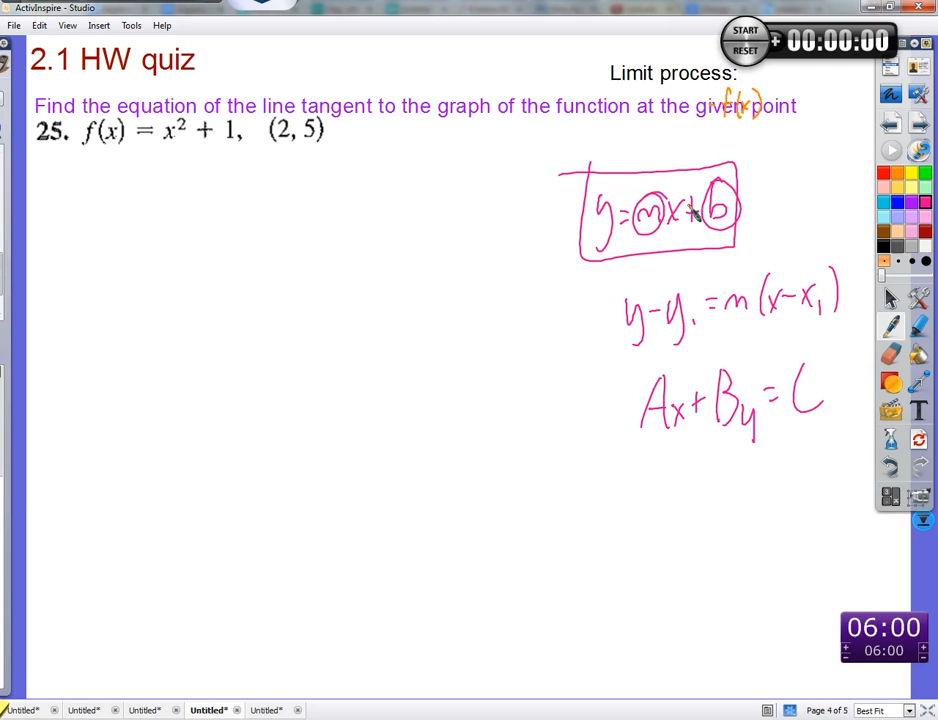 ActivInspire - Studio
File Edit View Insert Tools Help
START
RESET
+ 00:00:00
2.1 HW quiz
Limit process:
Find the equation of the line tangent to the graph of the function at the given point
- f(x)
25. f(x) = x² + 1, (2, 5)
y = mx + b
y - y₁ = m(x - x₁)
Ax + By = C
06:00
06:00
Untitled* Untitled* Untitled* Untitled* Untitled*
Page 4 of 5 Best Fit